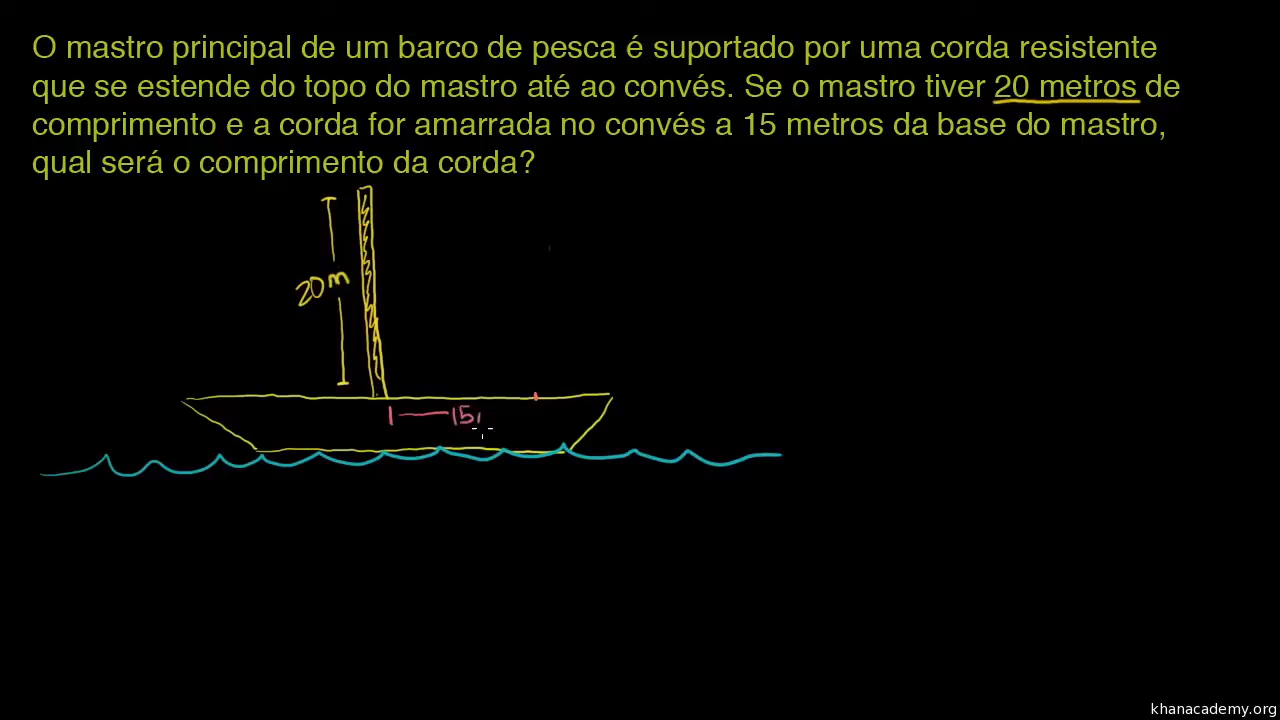 O mastro principal de um barco de pesca é suportado por uma corda resistente
que se estende do topo do mastro até ao convés. Se o mastro tiver 20 metros de
comprimento e a corda for amarrada no convés a 15 metros da base do mastro,
qual será o comprimento da corda?
20 m
15
khanacademy.org